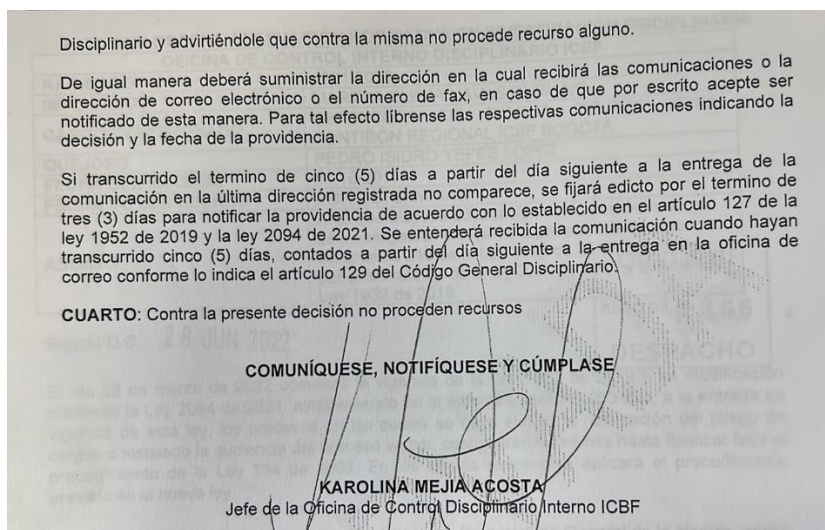 Disciplinario y advirtiéndole que contra la misma no procede recurso alguno.
De igual manera deberá suministrar la dirección en la cual recibirá las comunicaciones o la
dirección de correo electrónico o el número de fax, en caso de que por escrito acepte ser
notificado de esta manera. Para tal efecto líbrense las respectivas comunicaciones indicando la
decisión y la fecha de la providencia.
Si transcurrido el termino de cinco (5) días a partir del día siguiente a la entrega de la
comunicación en la última dirección registrada no comparece, se fijará edicto por el termino de
tres (3) días para notificar la providencia de acuerdo con lo establecido en el artículo 127 de la
ley 1952 de 2019 y la ley 2094 de 2021. Se entenderá recibida la comunicación cuando hayan
transcurrido cinco (5) días, contados a partir del día siguiente a la entrega en la oficina de
correo conforme lo indica el artículo 129 del Código General Disciplinario.
CUARTO: Contra la presente decisión no proceden recursos
28 JUN 2022
DESPACHO
COMUNÍQUESE, NOTIFÍQUESE Y CÚMPLASE
KAROLINA MEJIA ACOSTA
Jefe de la Oficina de Control Disciplinario Interno ICBF